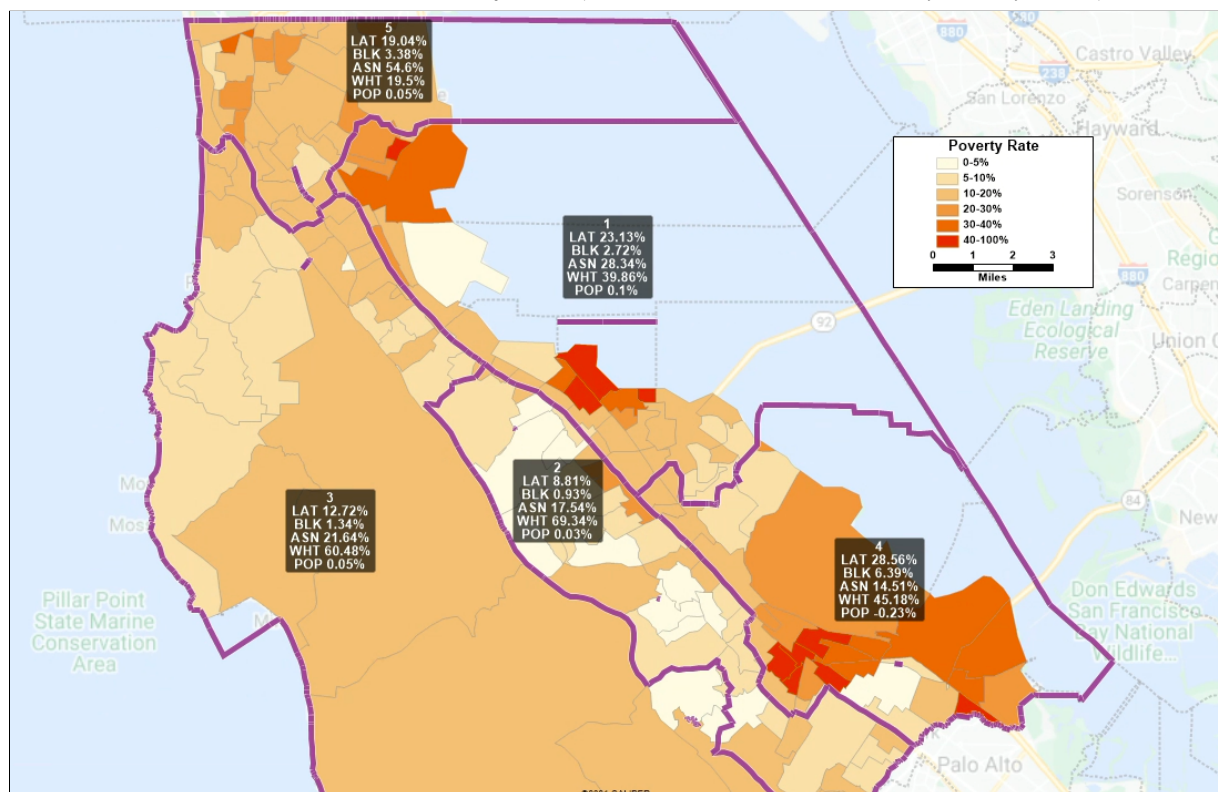 5
LAT 19.04%
BLK 3.38%
ASN 54.6%
WHT 19.5%
POP 0.05%
880
Castro Valley
238
San Lorenzo
Hayward
Poverty Rate
0-5%
5-10%
10-20%
20-30%
30-40%
40-100%
0 1 2 3
Miles
Sorenson
880
1
LAT 23.13%
BLK 2.72%
ASN 28.34%
WHT 39.86%
POP 0.1%
92
Eden Landing
Ecological
Reserve
2
LAT 8.81%
BLK 0.93%
ASN 17.54%
WHT 69.34%
POP 0.03%
3
LAT 12.72%
BLK 1.34%
ASN 21.64%
WHT 60.48%
POP 0.05%
84
4
LAT 28.56%
BLK 6.39%
ASN 14.51%
WHT 45.18%
POP -0.23%
Pillar Point
State Marine
Conservation
Area
Don Edwards
San Francisco
Bay National
Wildlife...
Palo Alto